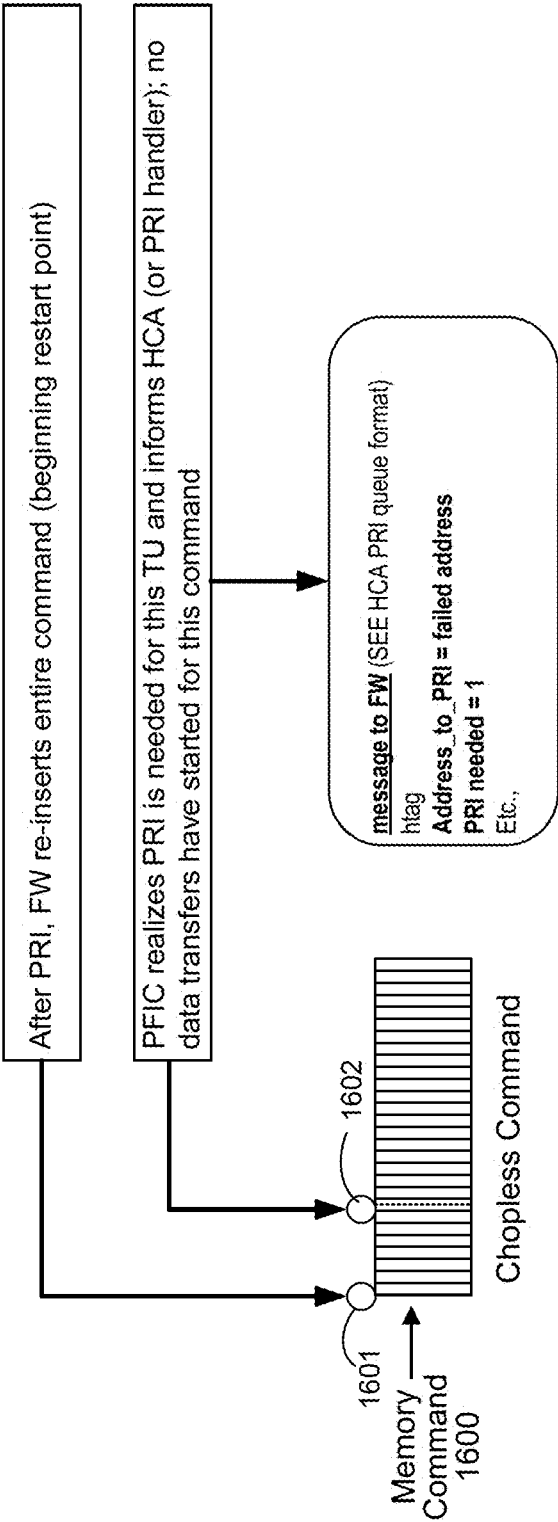 After PRI, FW re-inserts entire command (beginning restart point)
PFIC realizes PRI is needed for this TU and informs HCA (or PRI handler); no
data transfers have started for this command
message to FW (SEE HCA PRI queue format)
htag
Address_to_PRI = failed address
PRI needed = 1
Etc.,
1601
1602
Memory
Command
1600
Chopless Command